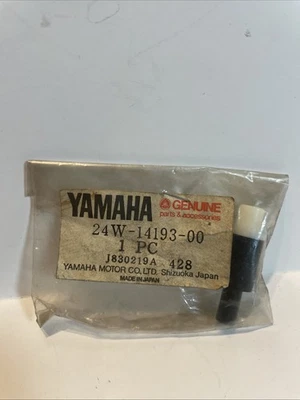 YAMAHA GENUINE
parts & accessories
24W-14193-00
1 PC
J830219A 428
YAMAHA MOTOR CO., LTD. Shizuoka Japan
MADE IN JAPAN